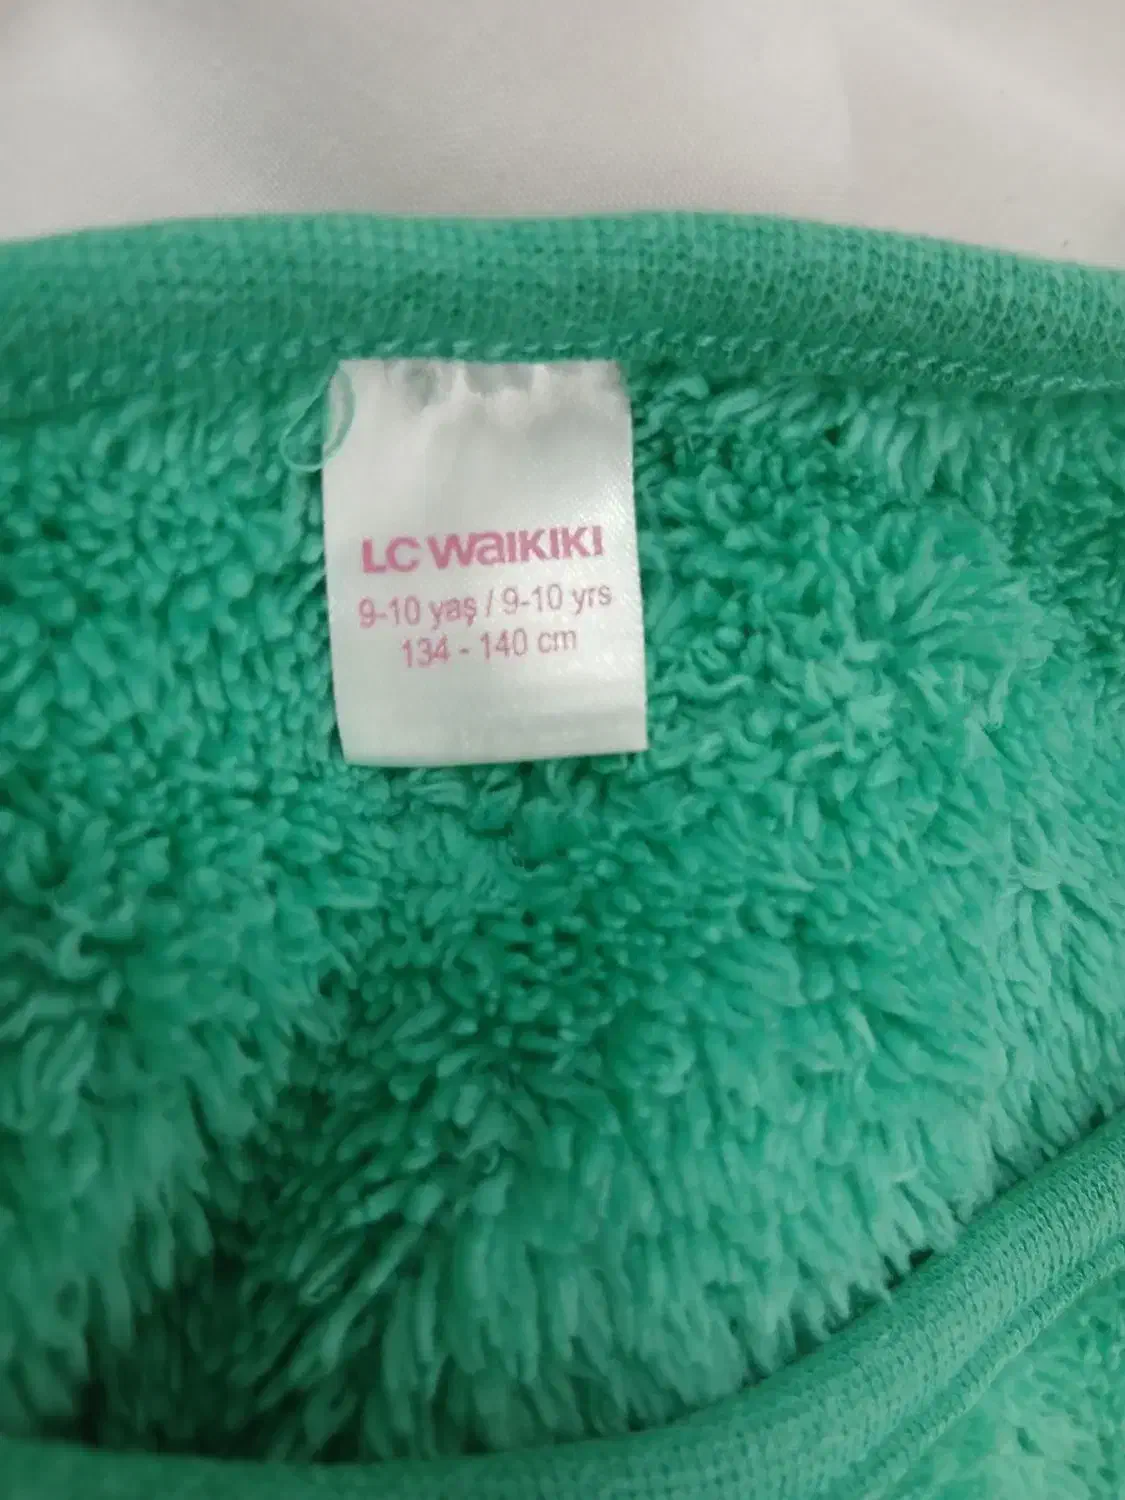 LC WAIKIKI
9-10 yaş / 9-10 yrs
134 - 140 cm